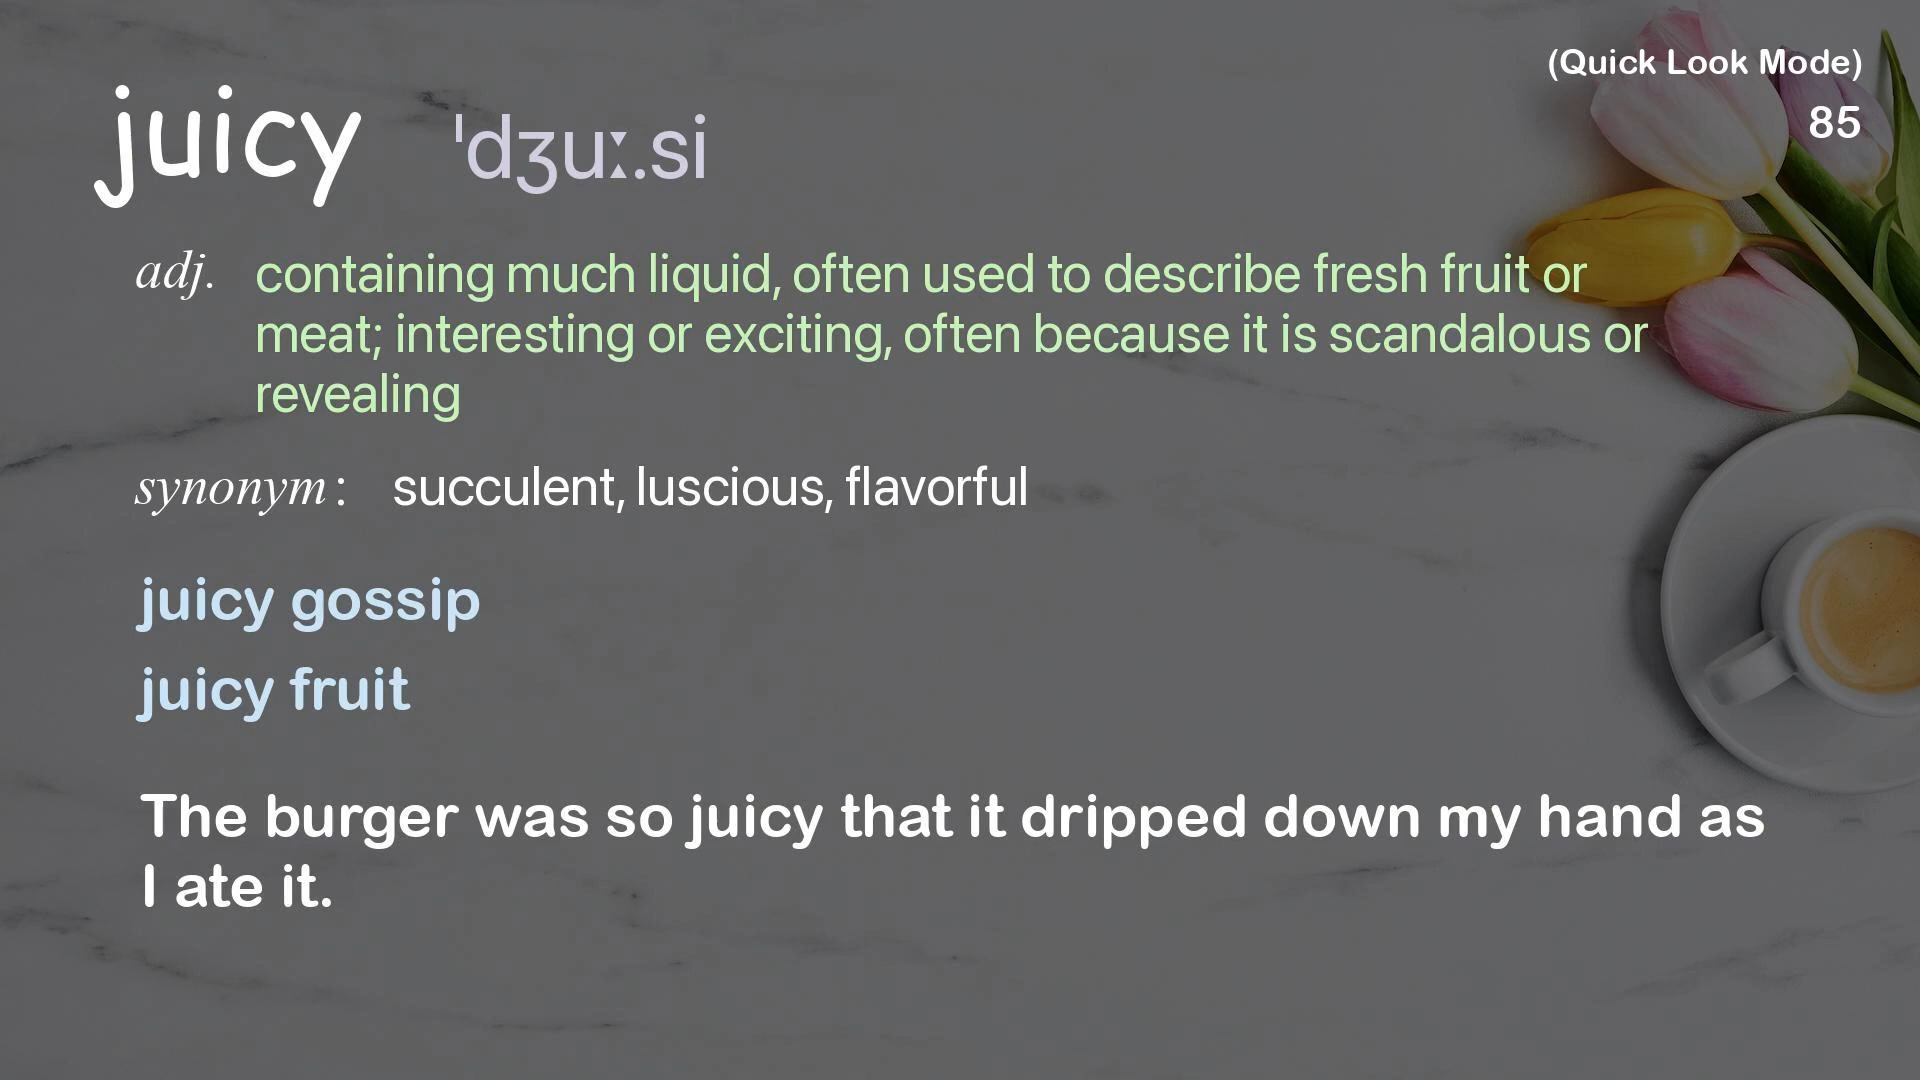 (Quick Look Mode)
85
juicy ˈdʒuː.si
adj. containing much liquid, often used to describe fresh fruit or
meat; interesting or exciting, often because it is scandalous or
revealing
synonym: succulent, luscious, flavorful
juicy gossip
juicy fruit
The burger was so juicy that it dripped down my hand as
I ate it.